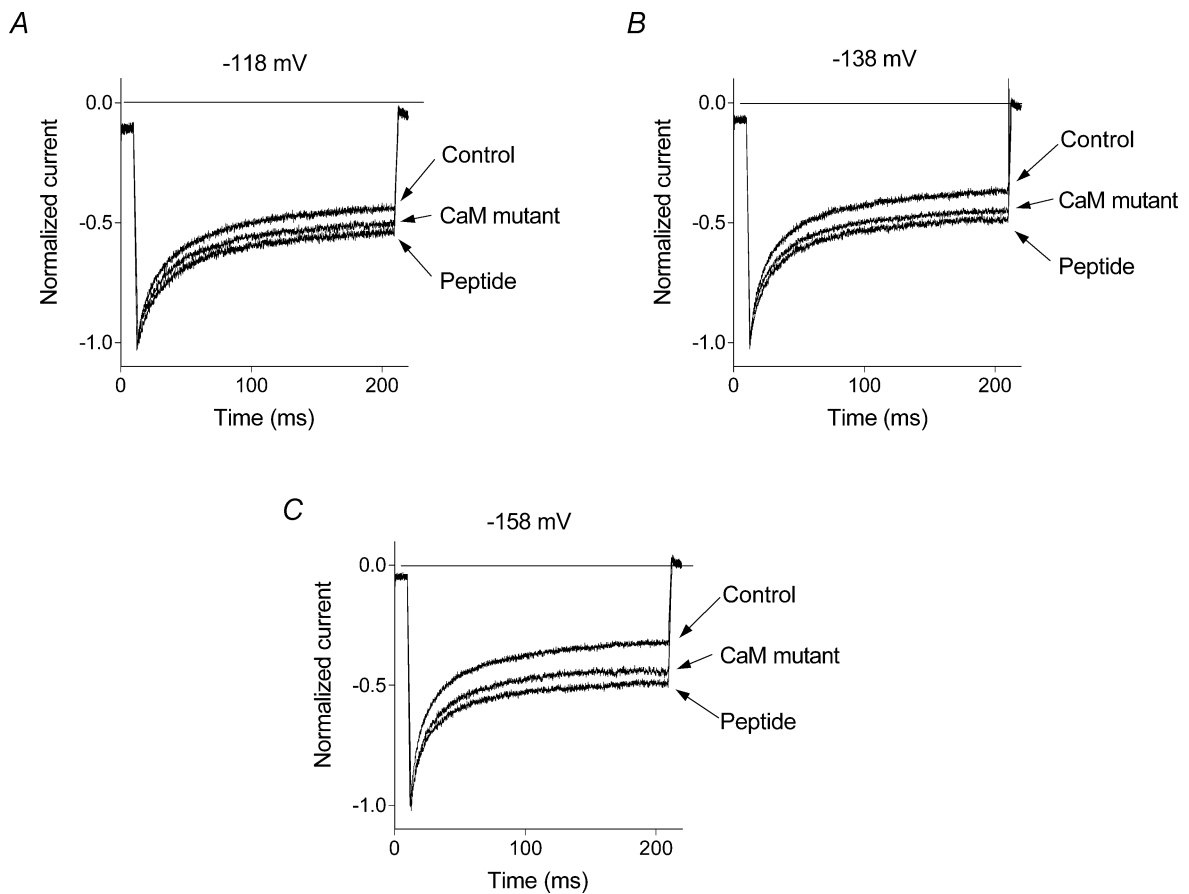 A
-118 mV
0.0
-0.5
-1.0
Normalized current
Control
CaM mutant
Peptide
0 100 200
Time (ms)
B
-138 mV
0.0
-0.5
-1.0
Normalized current
Control
CaM mutant
Peptide
0 100 200
Time (ms)
C
-158 mV
0.0
-0.5
-1.0
Normalized current
Control
CaM mutant
Peptide
0 100 200
Time (ms)